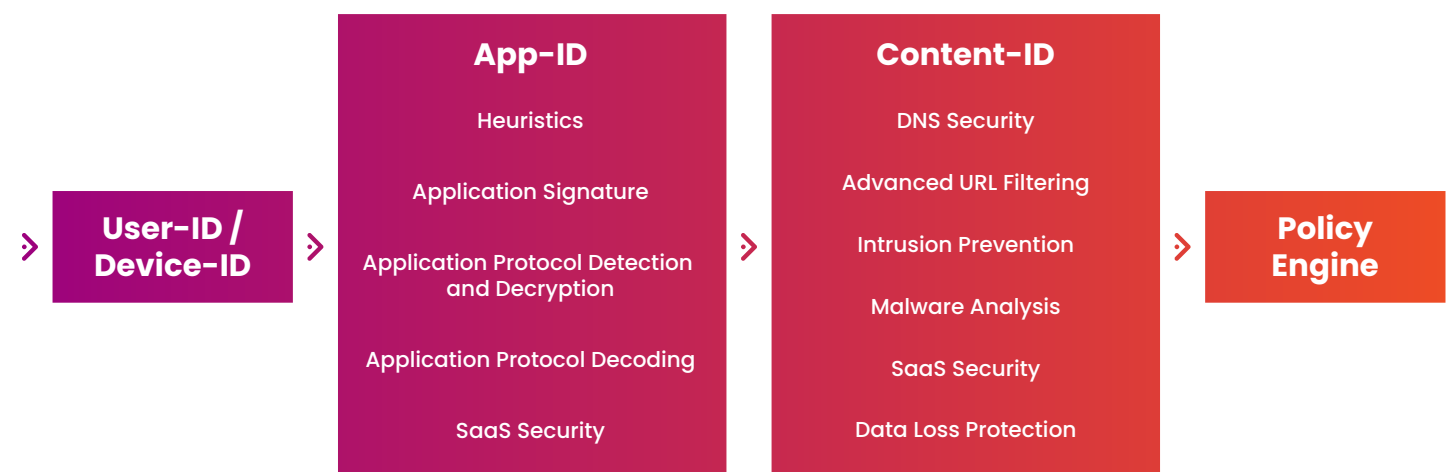 User-ID /
Device-ID
App-ID
Heuristics
Application Signature
Application Protocol Detection
and Decryption
Application Protocol Decoding
SaaS Security
Content-ID
DNS Security
Advanced URL Filtering
Intrusion Prevention
Malware Analysis
SaaS Security
Data Loss Protection
Policy
Engine